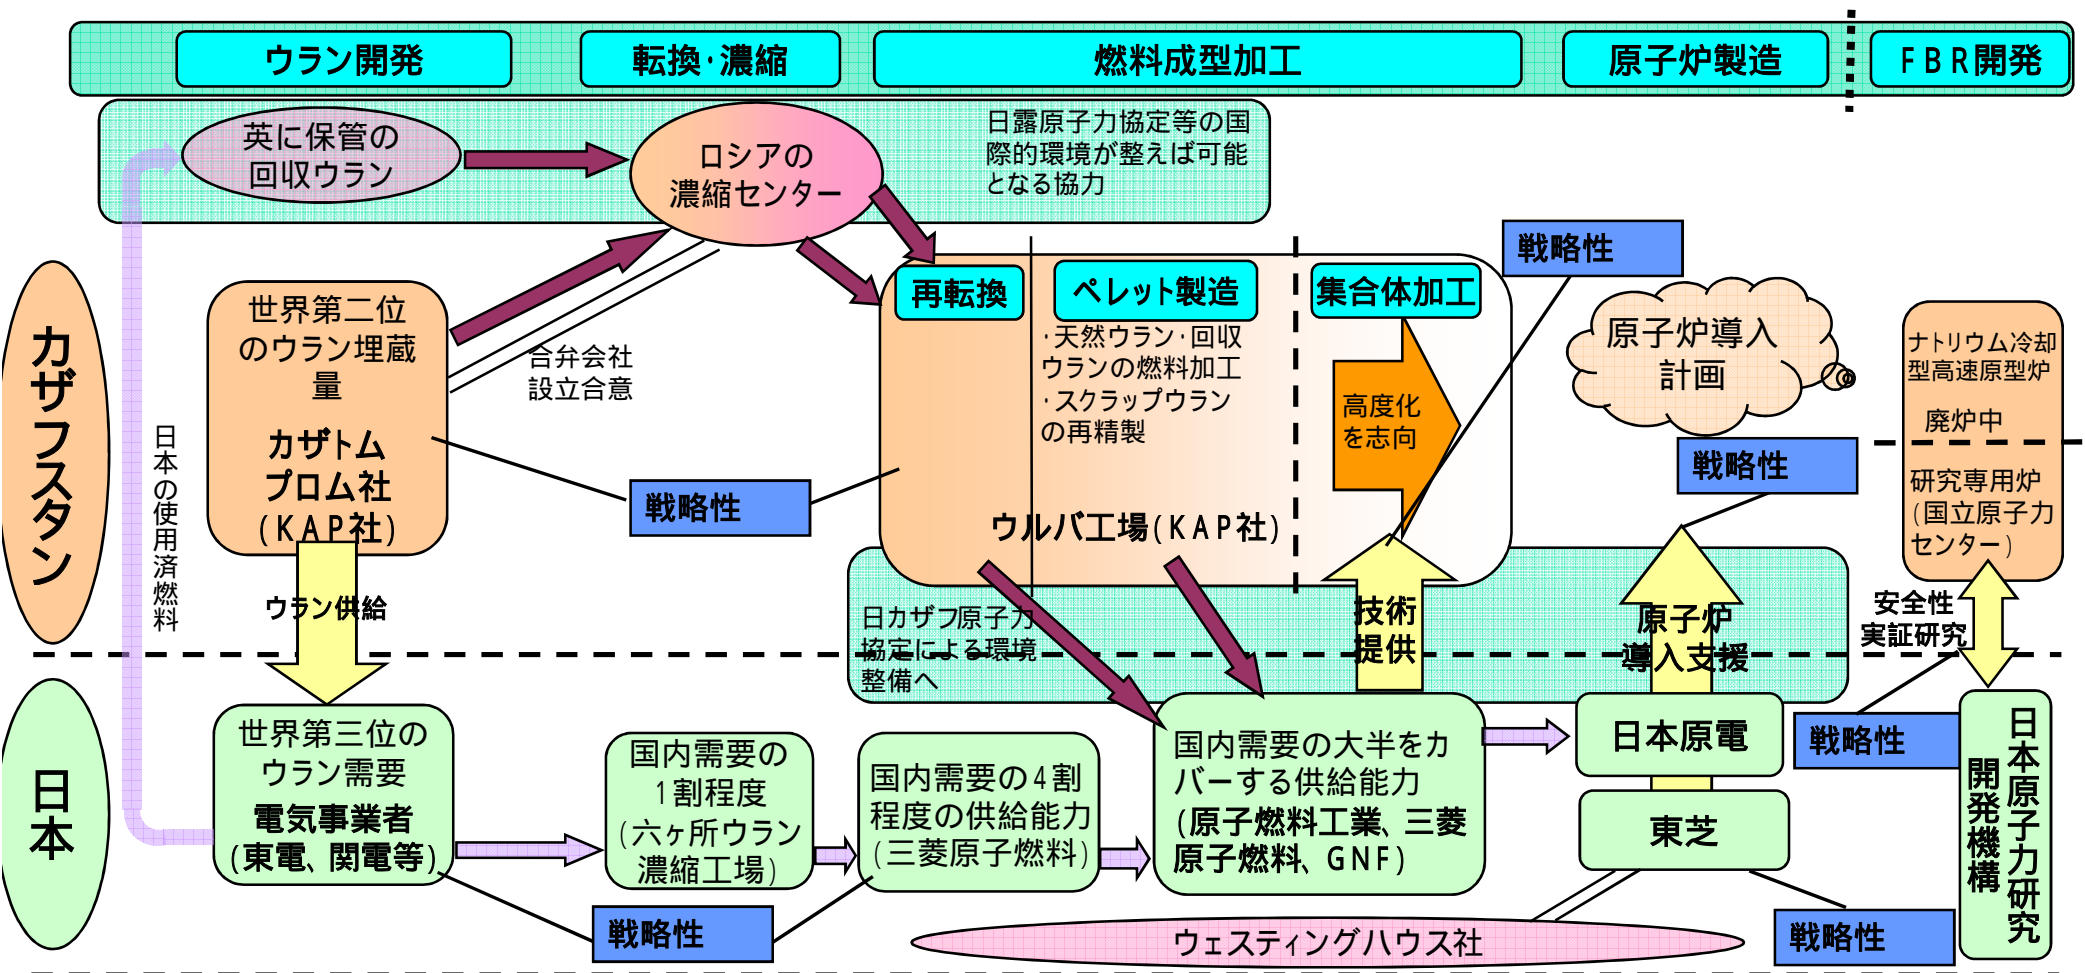 ウラン開発
転換・濃縮
燃料成型加工
原子炉製造
ＦＢＲ開発
英に保管の
回収ウラン
ロシアの
濃縮センター
日露原子力協定等の国
際的環境が整えば可能
となる協力
戦略性
カザフスタン
世界第二位
のウラン埋蔵
量
カザトム
プロム社
(ＫＡＰ社)
合弁会社
設立合意
戦略性
再転換
ペレット製造
集合体加工
・天然ウラン・回収
ウランの燃料加工
・スクラップウラン
の再精製
高度化
を志向
ウルバ工場(ＫＡＰ社)
原子炉導入
計画
戦略性
ナトリウム冷却
型高速原型炉
廃炉中
研究専用炉
(国立原子力
センター)
日本の使用済燃料
ウラン供給
日カザフ原子力
協定による環境
整備へ
技術
提供
原子炉
導入支援
安全性
実証研究
日本
世界第三位の
ウラン需要
電気事業者
(東電、関電等)
国内需要の
1割程度
(六ヶ所ウラン
濃縮工場)
国内需要の4割
程度の供給能力
(三菱原子燃料)
国内需要の大半をカ
バーする供給能力
(原子燃料工業、三菱
原子燃料、GNF)
日本原電
東芝
戦略性
日本原子力研究
開発機構
戦略性
ウェスティングハウス社
戦略性